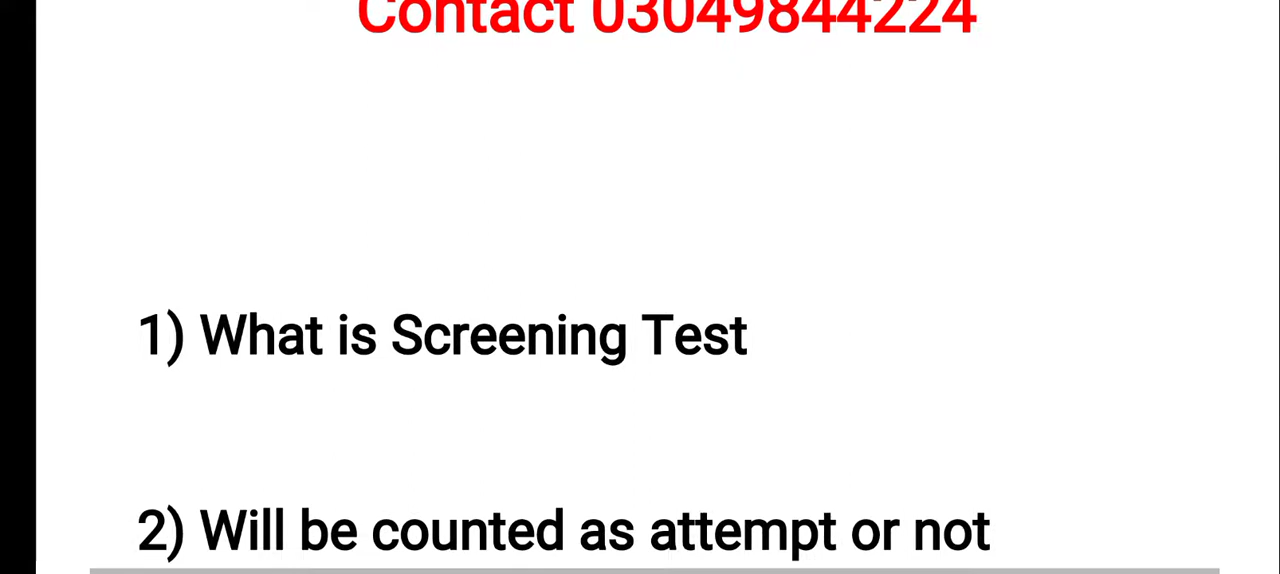 Contact 03049844224
1) What is Screening Test
2) Will be counted as attempt or not